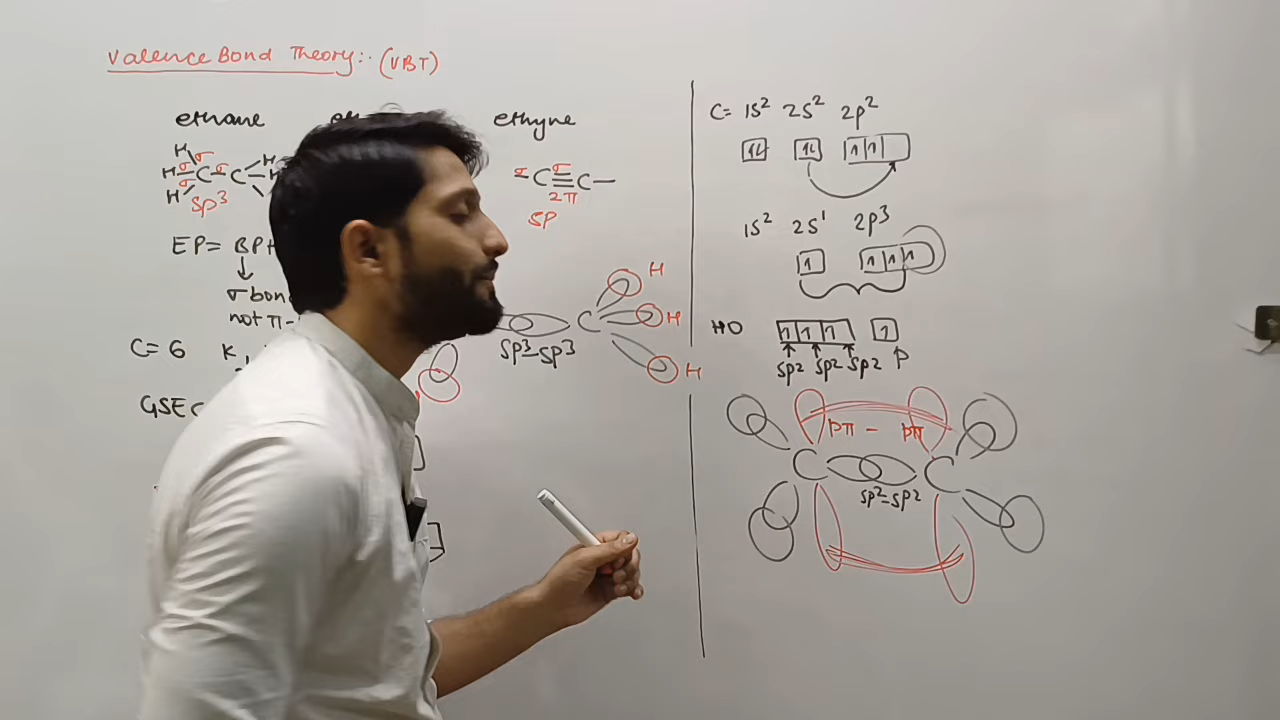 Valence Bond Theory:- (VBT)
ethane
ethyne
H
H
σ
σ
C
σ
C
H
H
H
σ
sp³
σ
C
σ
≡
C
2π
sp
EP=
σ bon
not π-
C= 6 K
GSEC
sp³-sp³
C
H
H
H
C= 1s² 2s² 2p²
1s² 2s¹ 2p³
HO
sp² sp² sp² p
pπ - pπ
C
C
sp²-sp²